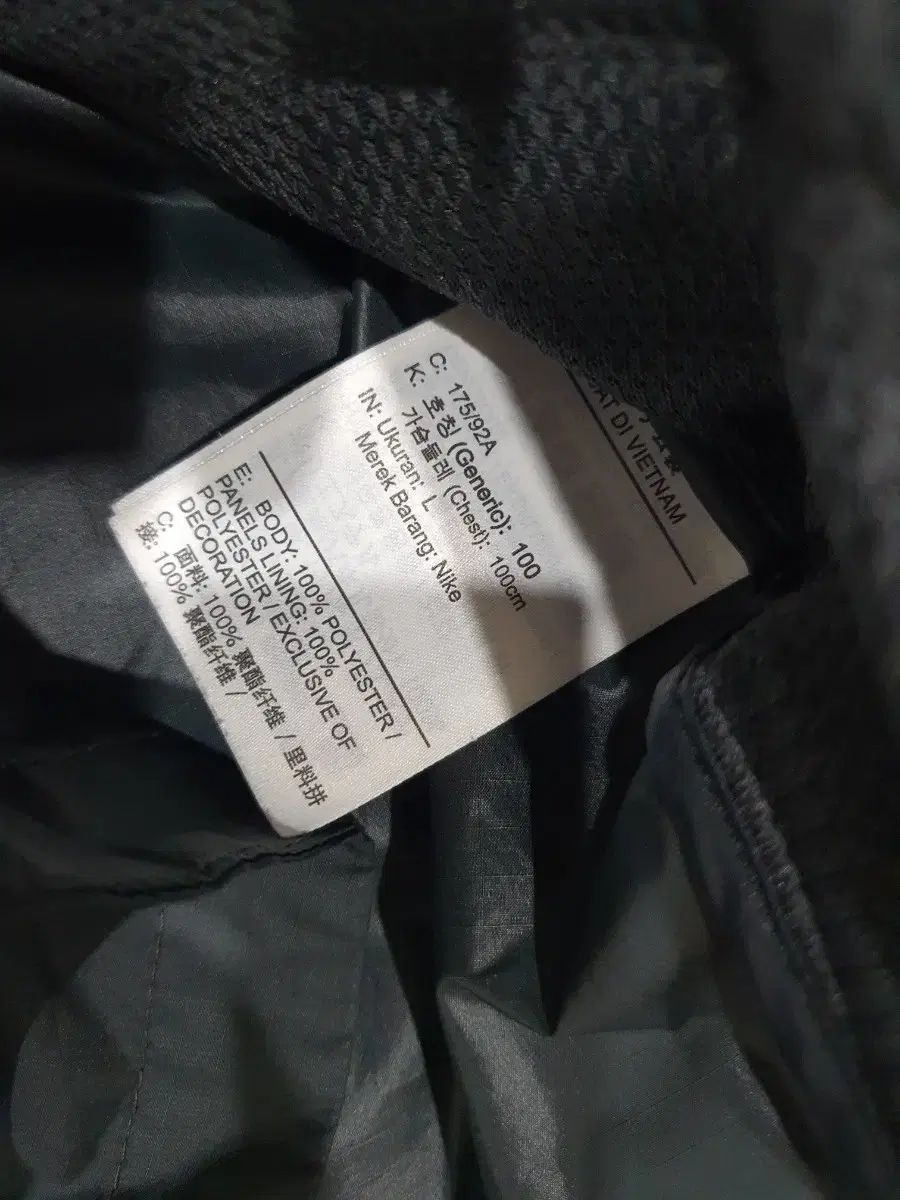 AT DI VIETNAM
C: 175/92A
K: 호칭 (Generic): 100
가슴둘레 (Chest): 100cm
IN: Ukuran: L
Merek Barang: Nike
E: BODY: 100% POLYESTER /
PANELS LINING: 100%
POLYESTER / EXCLUSIVE OF
DECORATION
C: 面料: 100% 聚酯纤维 / 里料拼
接: 100% 聚酯纤维 /